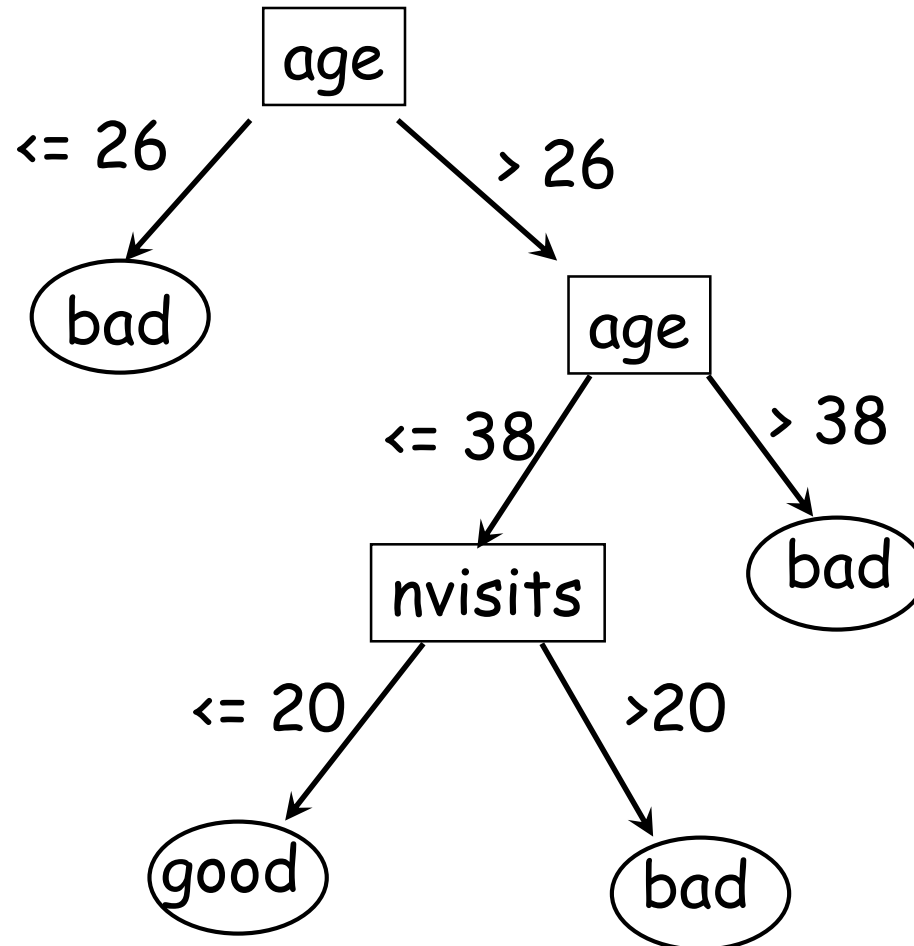 age
<= 26
> 26
bad
age
<= 38
> 38
nvisits
bad
<= 20
>20
good
bad